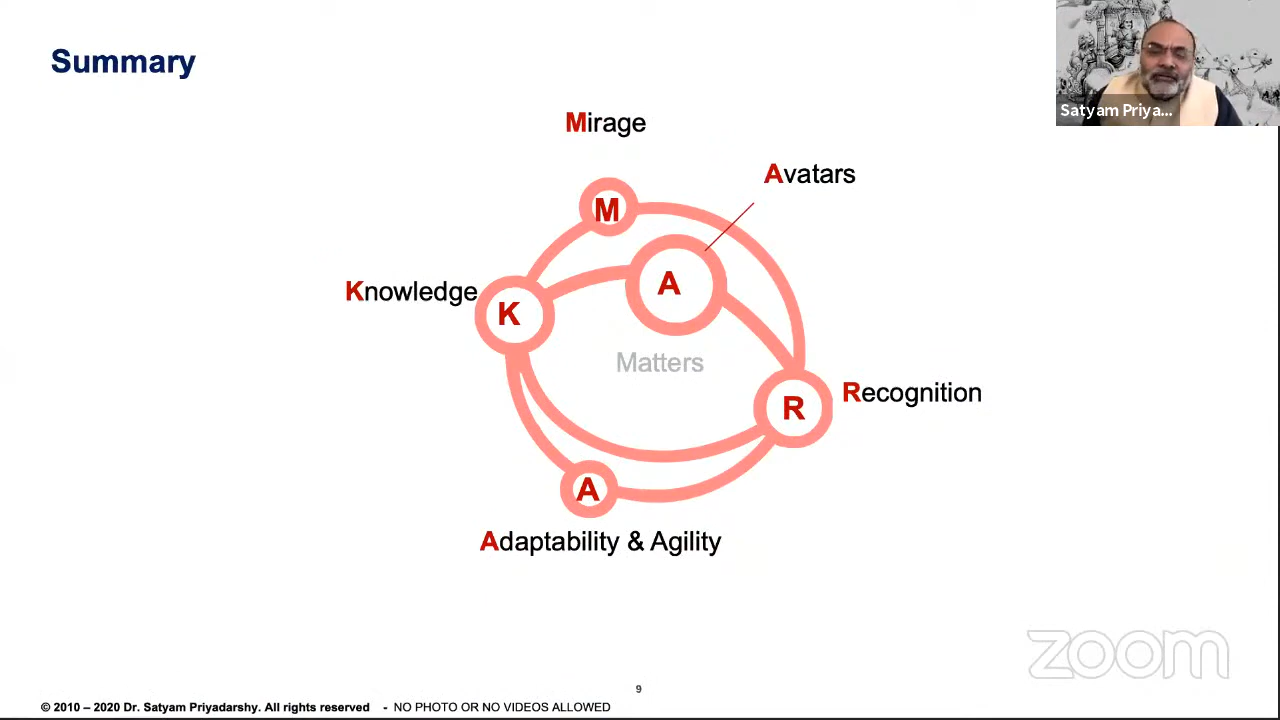 Summary
Satyam Priya...
Mirage
Avatars
M
A
Knowledge
K
Matters
Recognition
R
A
Adaptability & Agility
zoom
9
© 2010 – 2020 Dr. Satyam Priyadarshy. All rights reserved - NO PHOTO OR NO VIDEOS ALLOWED